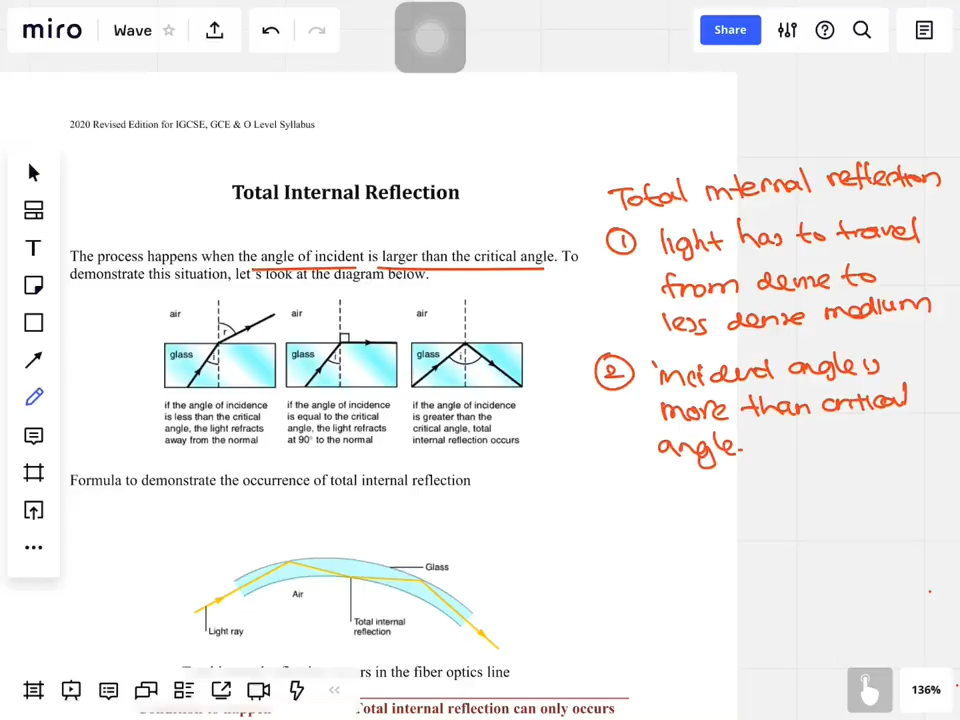 miro
Wave
Share
2020 Revised Edition for IGCSE, GCE & O Level Syllabus
Total Internal Reflection
The process happens when the angle of incident is larger than the critical angle. To
demonstrate this situation, let's look at the diagram below.
air
r
glass
i
if the angle of incidence
is less than the critical
angle, the light refracts
away from the normal
air
glass
i
if the angle of incidence
is equal to the critical
angle, the light refracts
at 90° to the normal
air
glass
i
if the angle of incidence
is greater than the
critical angle, total
internal reflection occurs
Formula to demonstrate the occurrence of total internal reflection
Glass
Air
Light ray
Total internal
reflection
rs in the fiber optics line
Total internal reflection can only occurs
Total internal reflection
1 light has to travel
from dense to
less dense medium
2 incident angle is
more than critical
angle.
T
136%